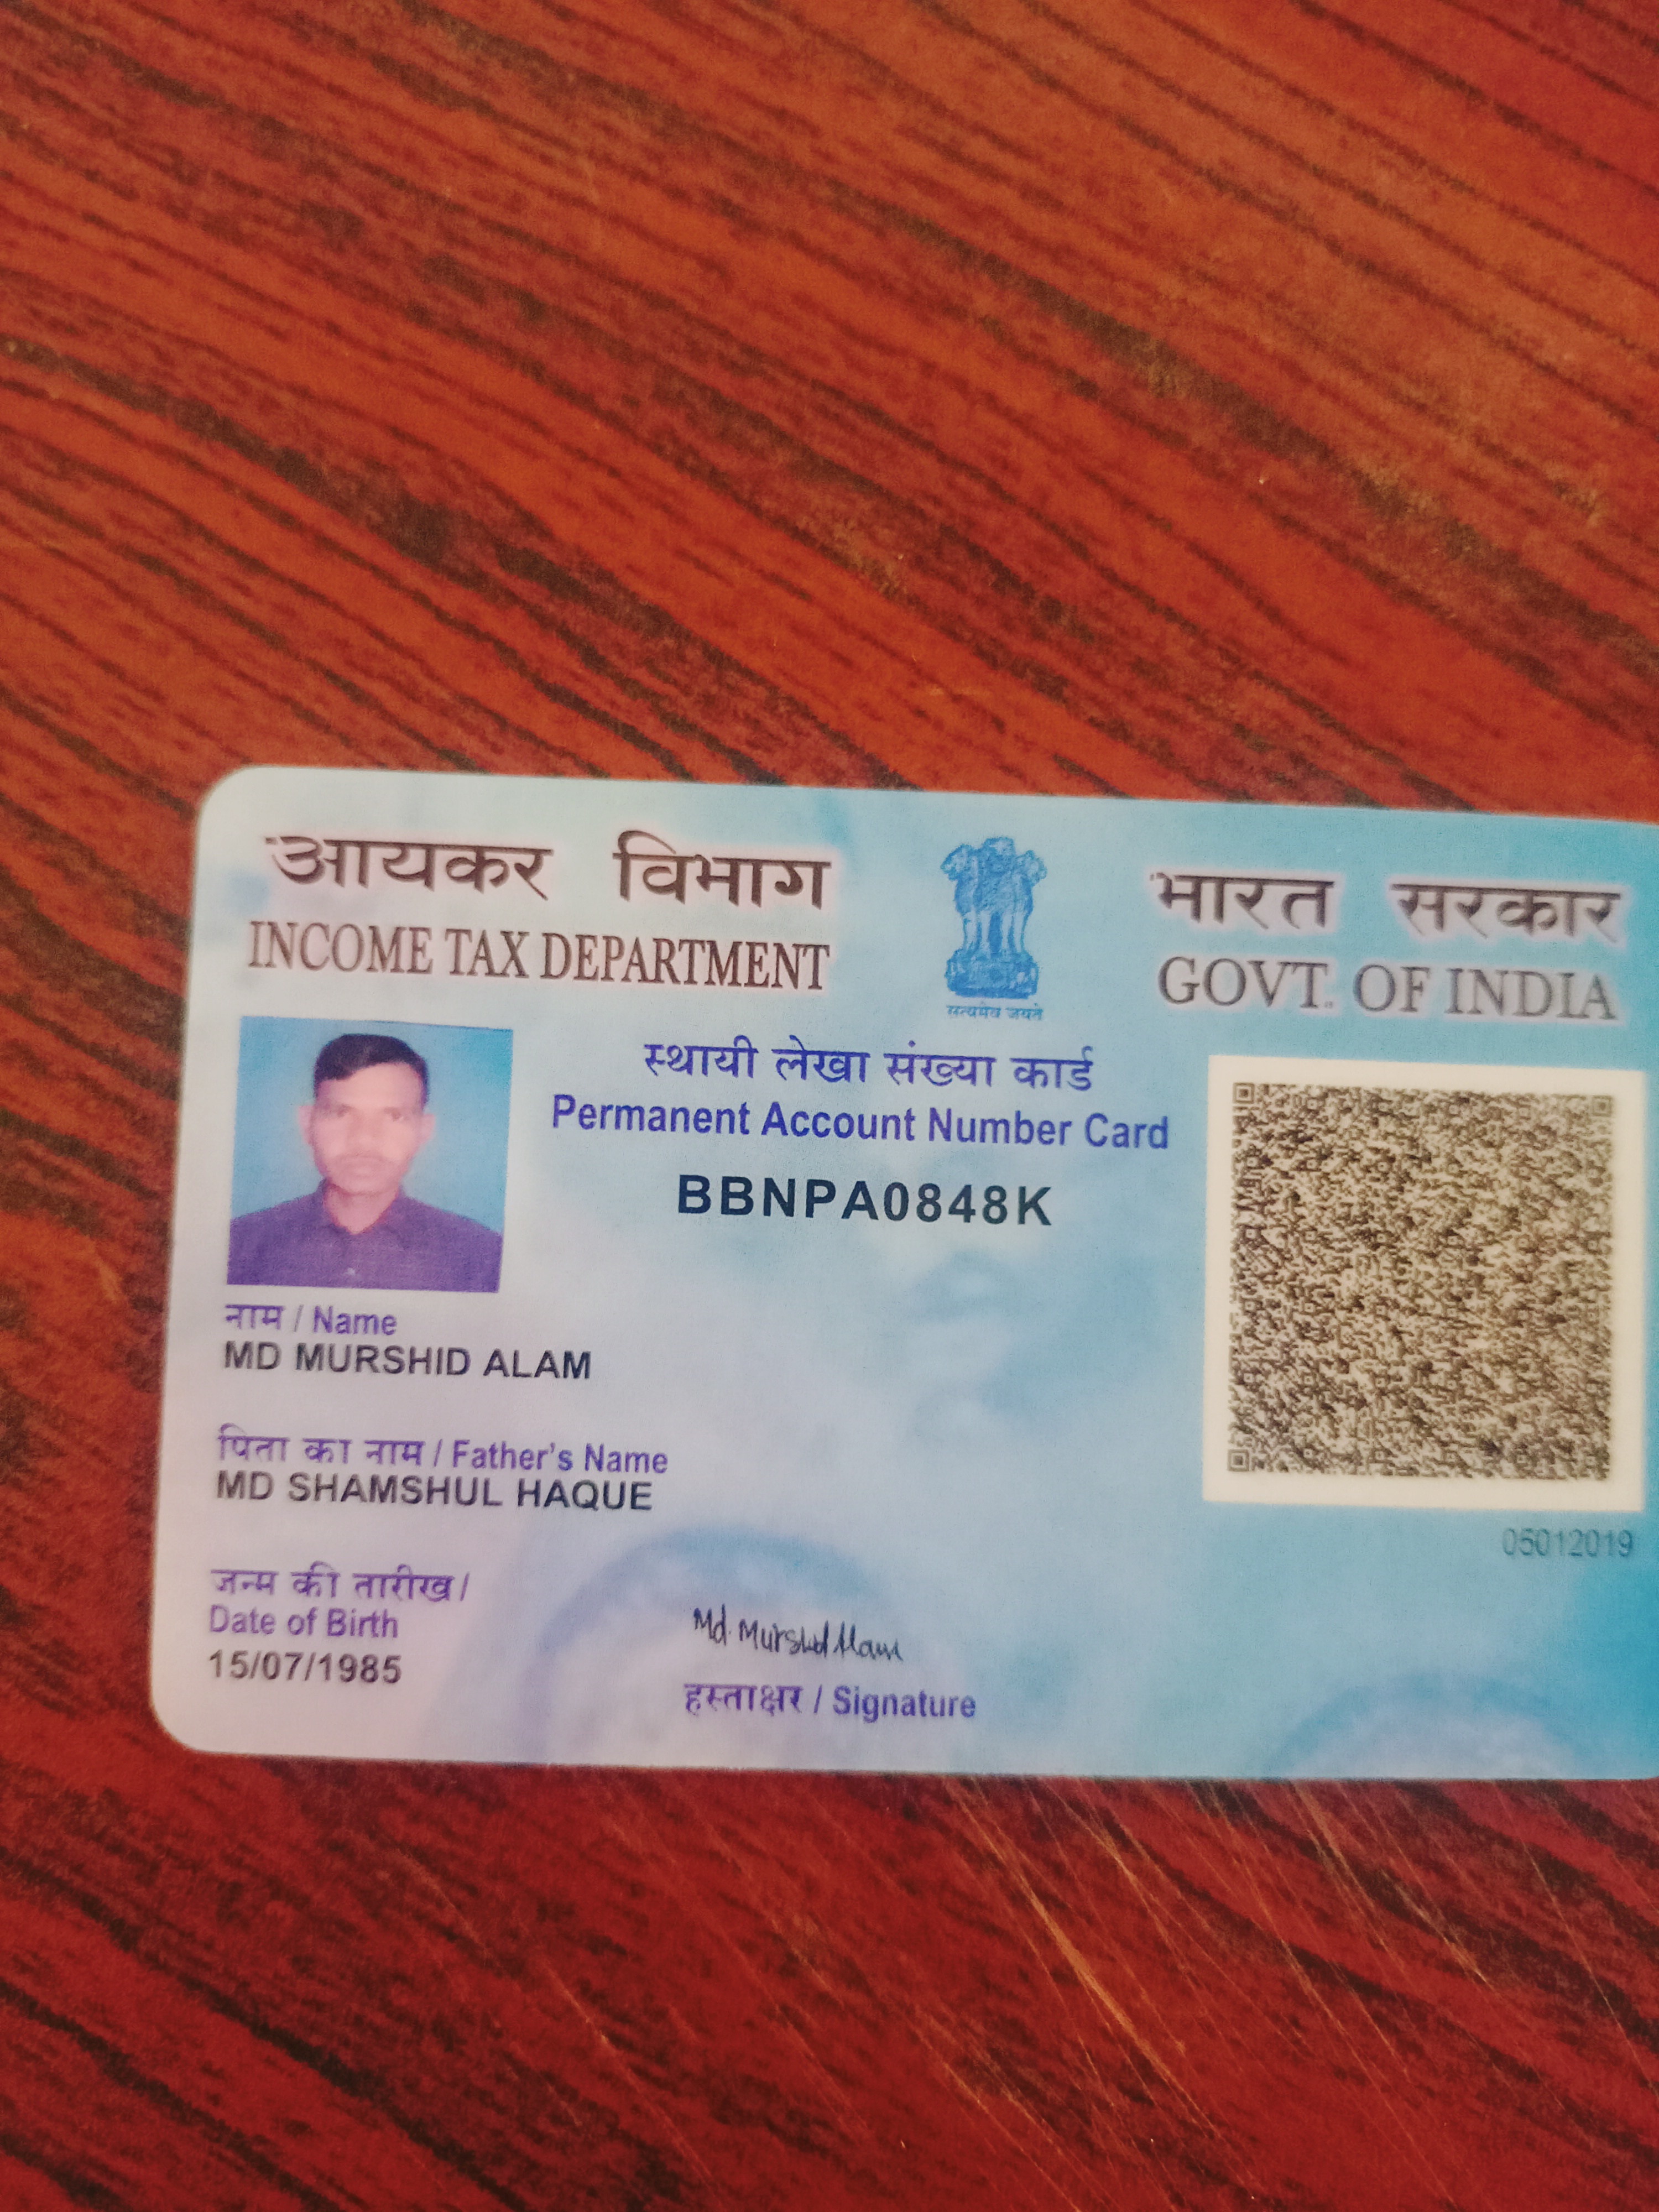 आयकर विभाग
INCOME TAX DEPARTMENT
सत्यमेव जयते
भारत सरकार
GOVT. OF INDIA
स्थायी लेखा संख्या कार्ड
Permanent Account Number Card
BBNPA0848K
नाम / Name
MD MURSHID ALAM
पिता का नाम / Father's Name
MD SHAMSHUL HAQUE
05012019
जन्म की तारीख /
Date of Birth
15/07/1985
Md. Murshid Alam
हस्ताक्षर / Signature